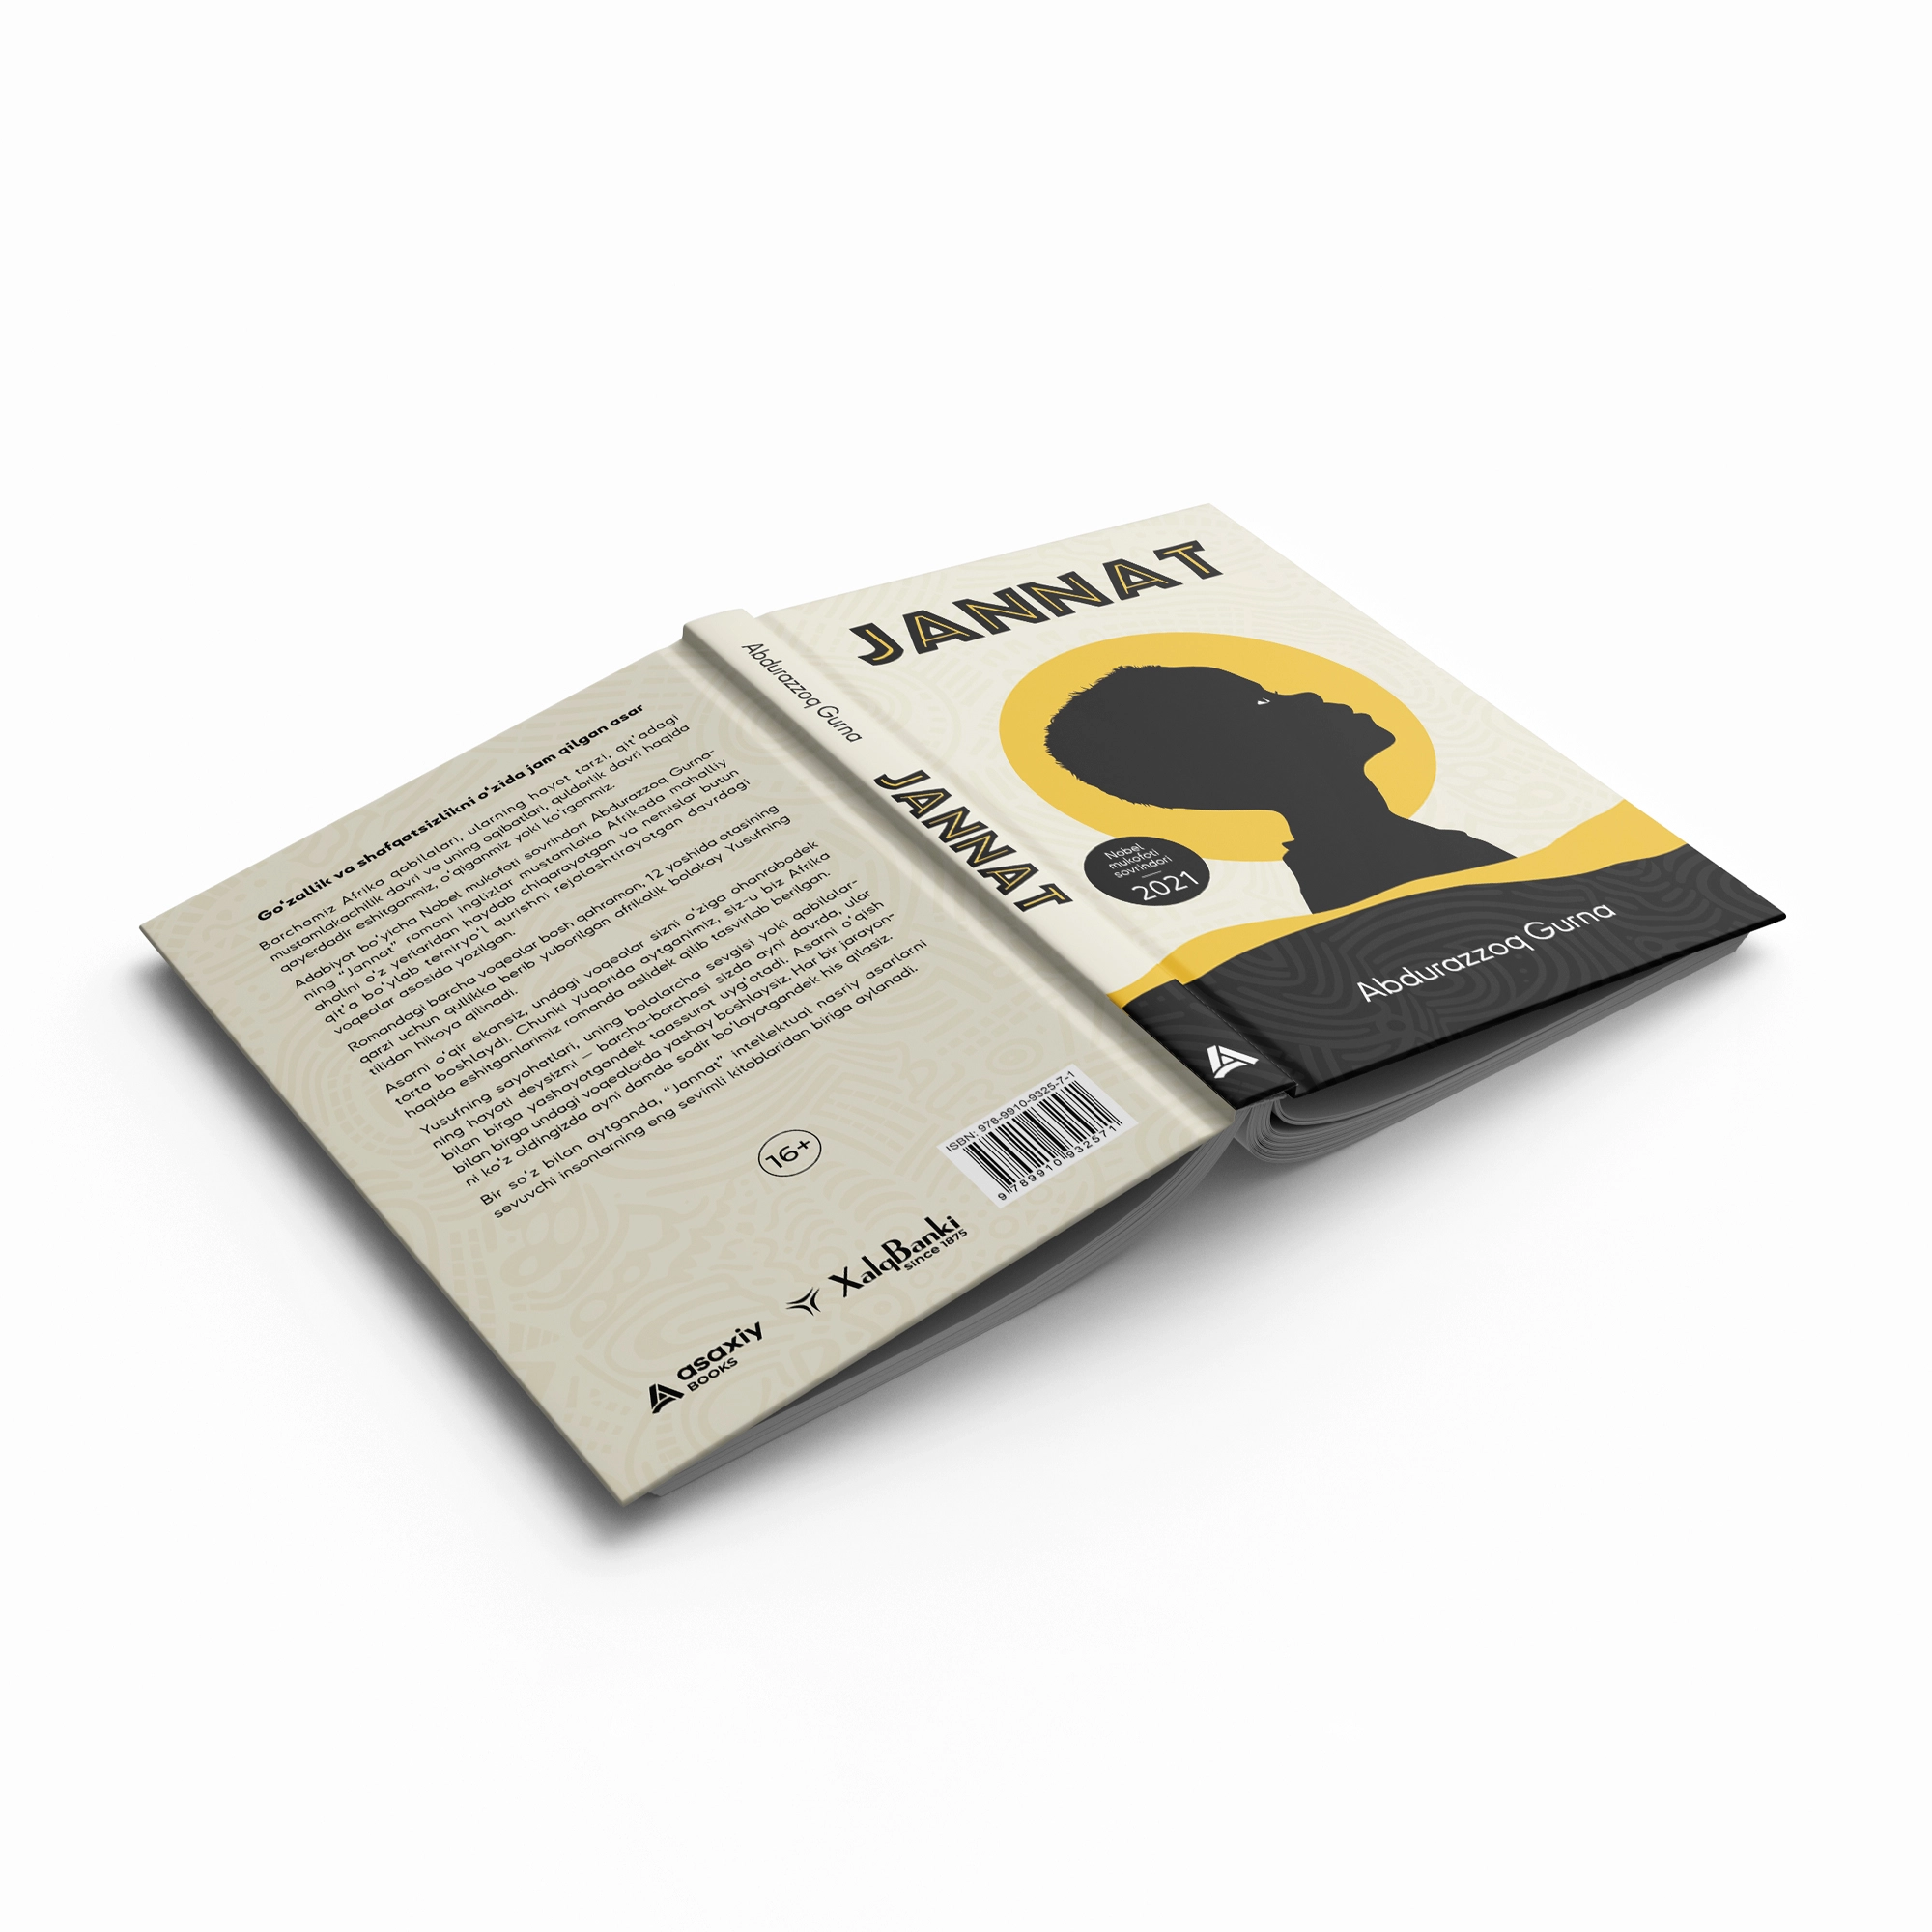 JANNAT
Nobel
mukofoti
sovrindori
2021
Abdurazzoq Gurna
Abdurazzoq Gurna
JANNAT
Go'zallik va shafqatsizlikni o'zida jam qilgan asar
Barchamiz Afrika qabilalari, ularning hayot tarzi, qit'adagi
mustamlakachilik davri va uning oqibatlari, quldorlik davri haqida
qayerdadir eshitganmiz, o'qiganmiz yoki ko'rganmiz.
Adabiyot bo'yicha Nobel mukofoti sovrindori Abdurazzoq Gurna-
ning "Jannat" romani inglizlar mustamlaka Afrikada mahalliy
aholini o'z yerlaridan haydab chiqarayotgan va nemislar butun
qit'a bo'ylab temiryo'l qurishni rejalashtirayotgan davrdagi
voqealar asosida yozilgan.
Romandagi barcha voqealar bosh qahramon, 12 yoshida otasining
qarzi uchun qullikka berib yuborilgan afrikalik bolakay Yusufning
tilidan hikoya qilinadi.
Asarni o'qir ekansiz, undagi voqealar sizni o'ziga ohanrabodek
torta boshlaydi. Chunki yuqorida aytganimiz, siz-u biz Afrika
haqida eshitganlarimiz romanda aslidek qilib tasvirlab berilgan.
Yusufning sayohatlari, uning bolalarcha sevgisi yoki qabilalar-
ning hayoti deysizmi – barcha-barchasi sizda ayni davrda, ular
bilan birga yashayotgandek taassurot uyg'otadi. Asarni o'qish
bilan birga undagi voqealarda yashay boshlaysiz. Har bir jarayon-
ni ko'z oldingizda ayni damda sodir bo'layotgandek his qilasiz.
Bir so'z bilan aytganda, "Jannat" intellektual nasriy asarlarni
sevuvchi insonlarning eng sevimli kitoblaridan biriga aylanadi.
16+
ISBN: 978-9910-9325-7-1
9 789910 932571
asaxiy
BOOKS
XalqBanki
since 1875